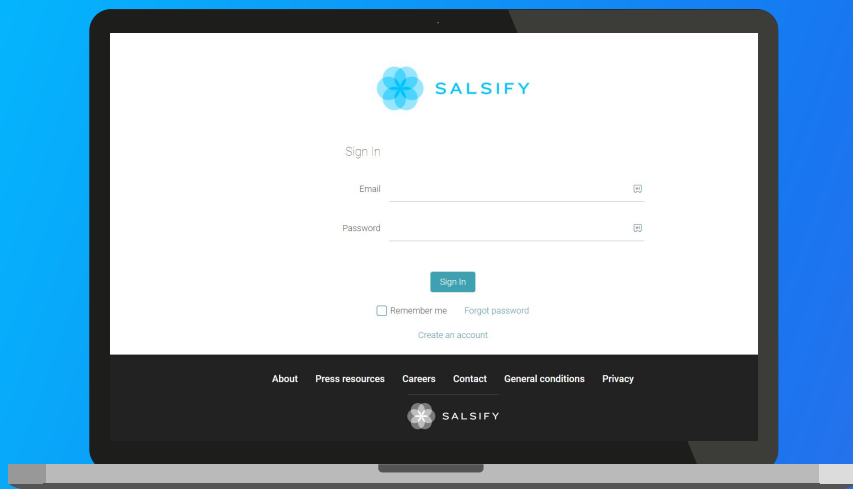 SALSIFY
Sign In
Email
Password
Sign In
Remember me Forgot password
Create an account
About Press resources Careers Contact General conditions Privacy
SALSIFY